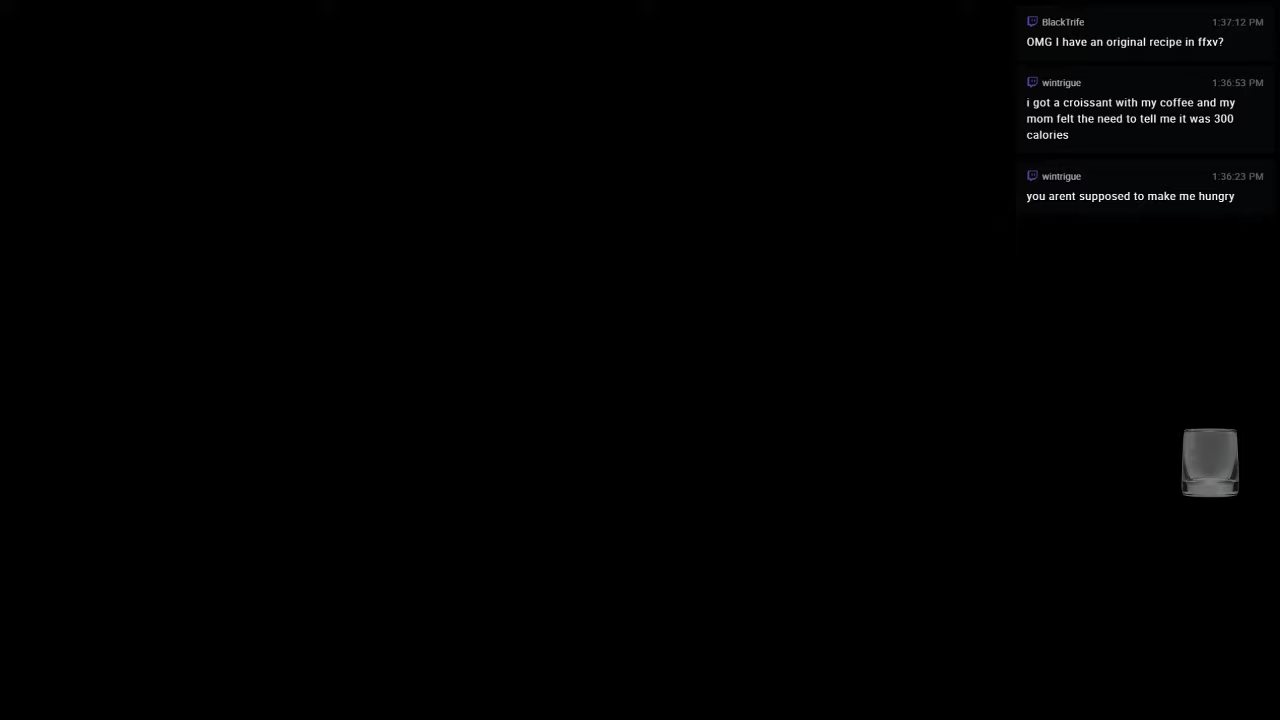 BlackTrife 1:37:12 PM
OMG I have an original recipe in ffxv?
wintrigue 1:36:53 PM
i got a croissant with my coffee and my
mom felt the need to tell me it was 300
calories
wintrigue 1:36:23 PM
you arent supposed to make me hungry